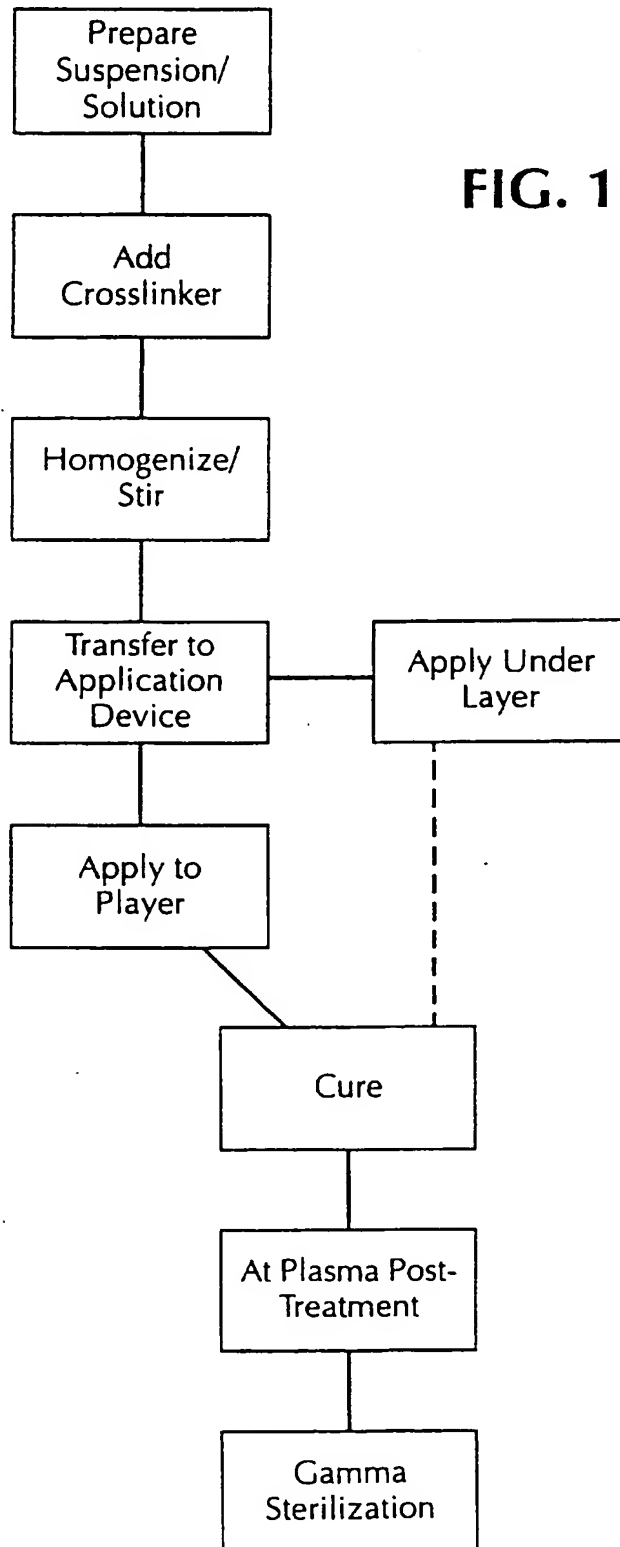 Prepare
Suspension/
Solution
FIG. 1
Add
Crosslinker
Homogenize/
Stir
Transfer to
Application
Device
Apply Under
Layer
Apply to
Player
Cure
At Plasma Post-
Treatment
Gamma
Sterilization